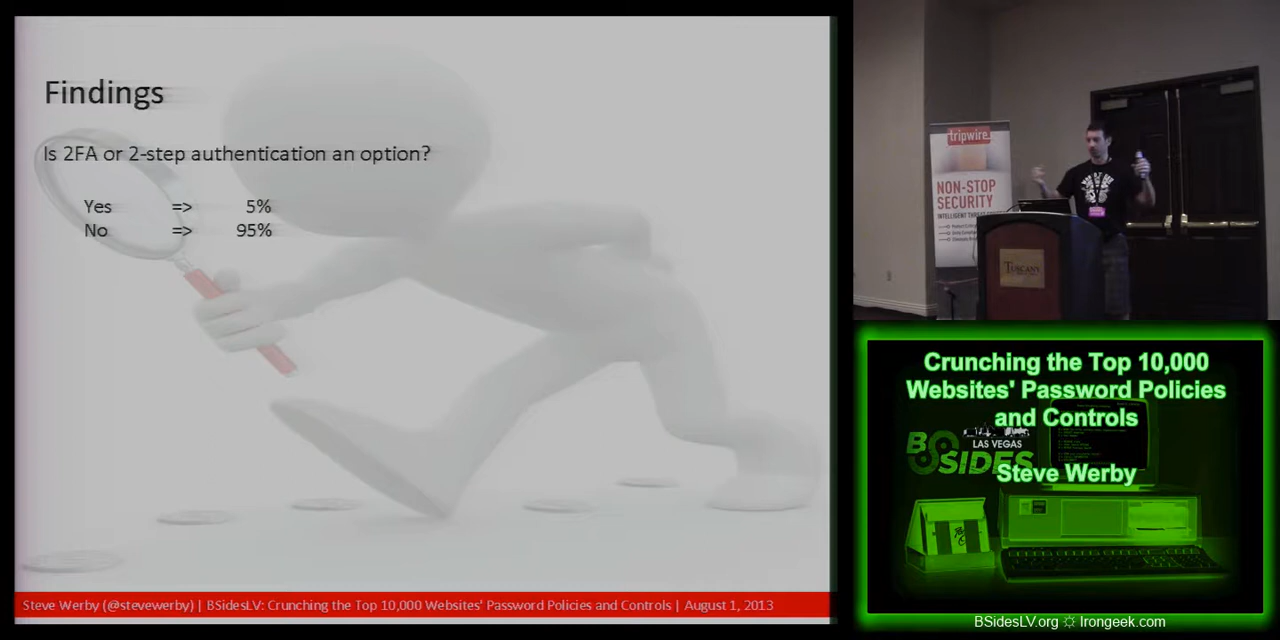 Findings
Is 2FA or 2-step authentication an option?
Yes => 5%
No => 95%
Steve Werby (@stevewerby) | BSidesLV: Crunching the Top 10,000 Websites' Password Policies and Controls | August 1, 2013
tripwire
NON-STOP
SECURITY
TUSCANY
Crunching the Top 10,000
Websites' Password Policies
and Controls
LAS VEGAS
BSIDES
Steve Werby
BSidesLV.org ☼ Irongeek.com